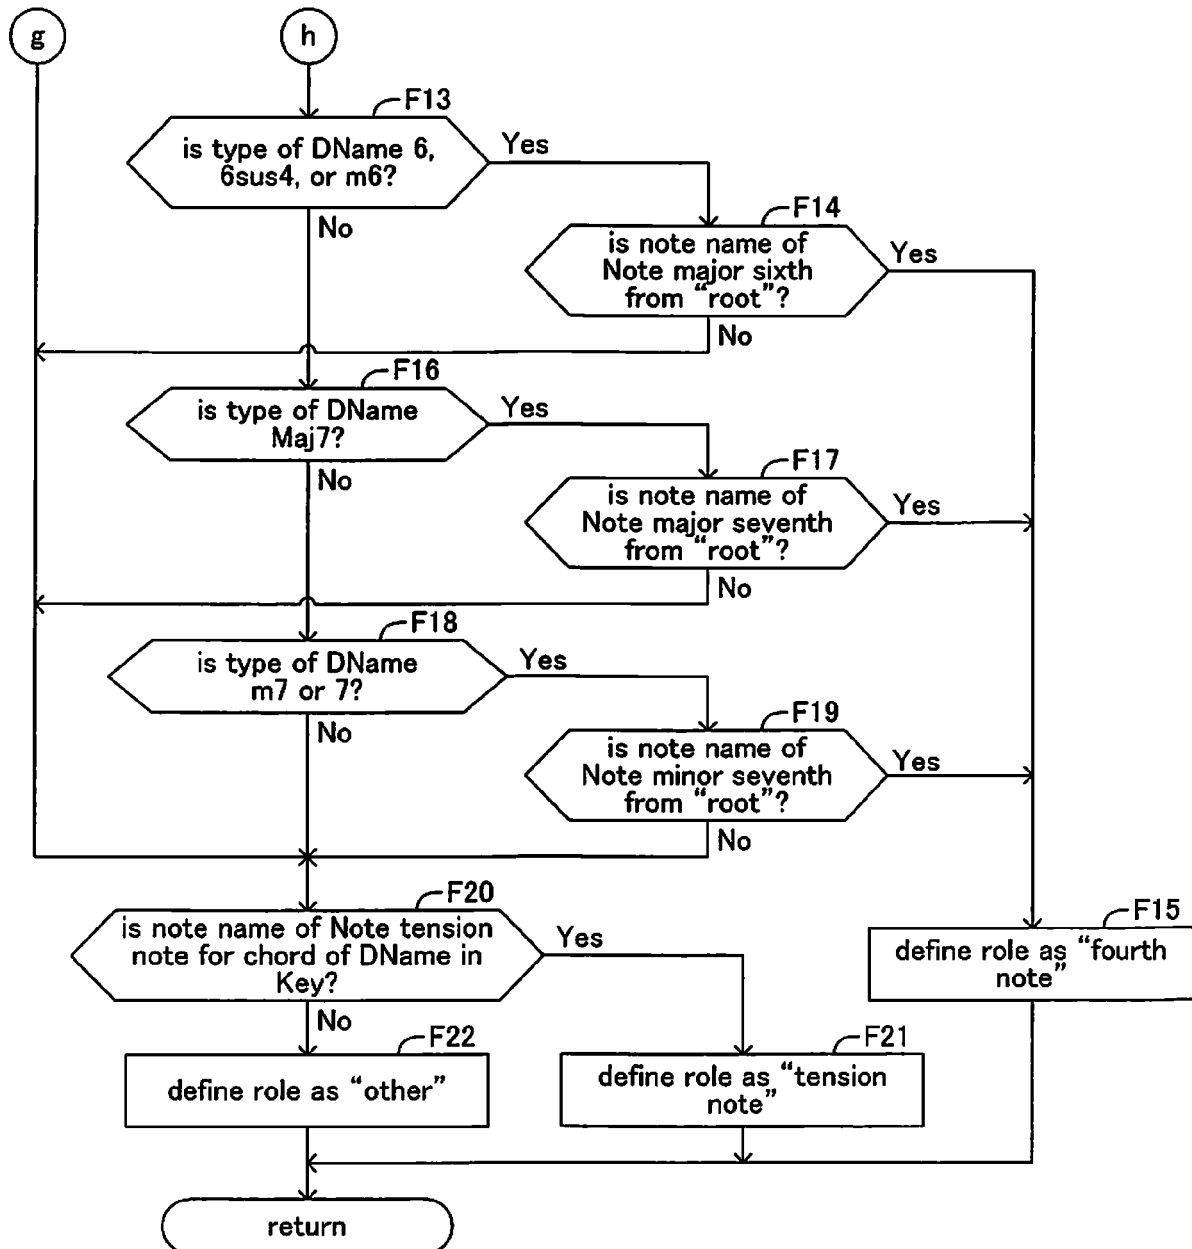 g
h
F13
is type of DName 6,
6sus4, or m6?
Yes
No
F14
is note name of
Note major sixth
from “root”?
Yes
No
F16
is type of DName
Maj7?
Yes
No
F17
is note name of
Note major seventh
from “root”?
Yes
No
F18
is type of DName
m7 or 7?
Yes
No
F19
is note name of
Note minor seventh
from “root”?
Yes
No
F20
is note name of Note tension
note for chord of DName in
Key?
Yes
No
F15
define role as “fourth
note”
F22
define role as “other”
F21
define role as “tension
note”
return